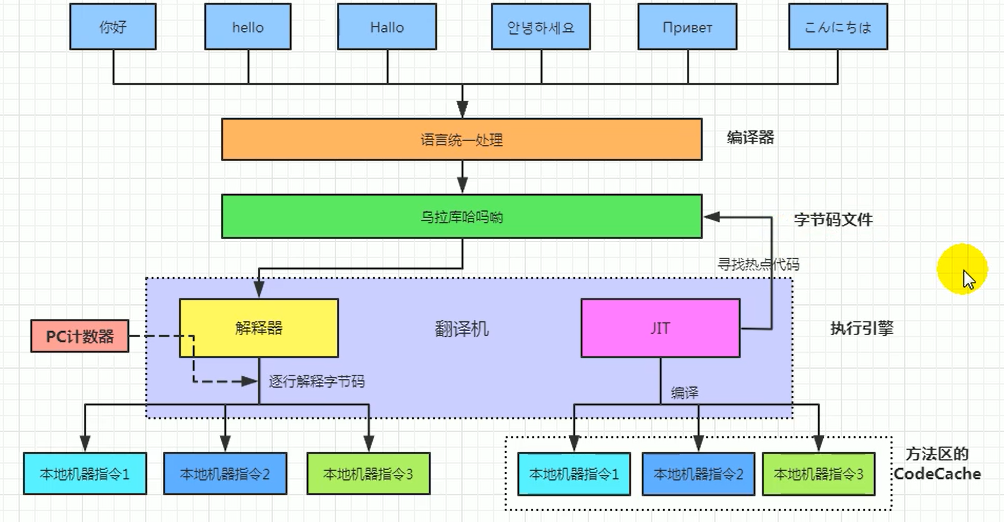 你好
hello
Hallo
안녕하세요
Привет
こんにちは
语言统一处理
编译器
乌拉库哈吗呦
字节码文件
寻找热点代码
PC计数器
解释器
翻译机
JIT
执行引擎
逐行解释字节码
编译
本地机器指令1
本地机器指令2
本地机器指令3
本地机器指令1
本地机器指令2
本地机器指令3
方法区的
CodeCache